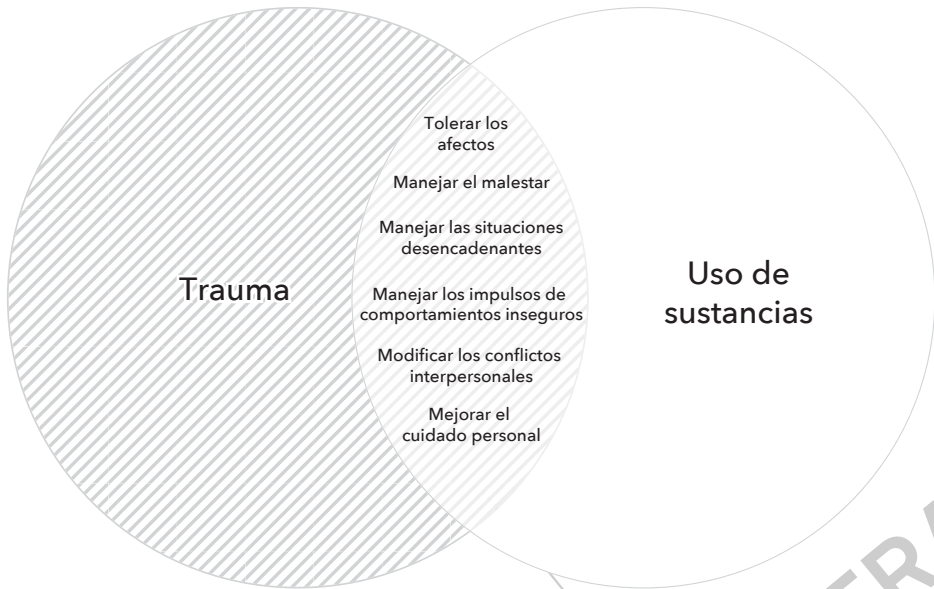 Tolerar los
afectos
Manejar el malestar
Manejar las situaciones
desencadenantes
Trauma
Manejar los impulsos de
comportamientos inseguros
Uso de
sustancias
Modificar los conflictos
interpersonales
Mejorar el
cuidado personal